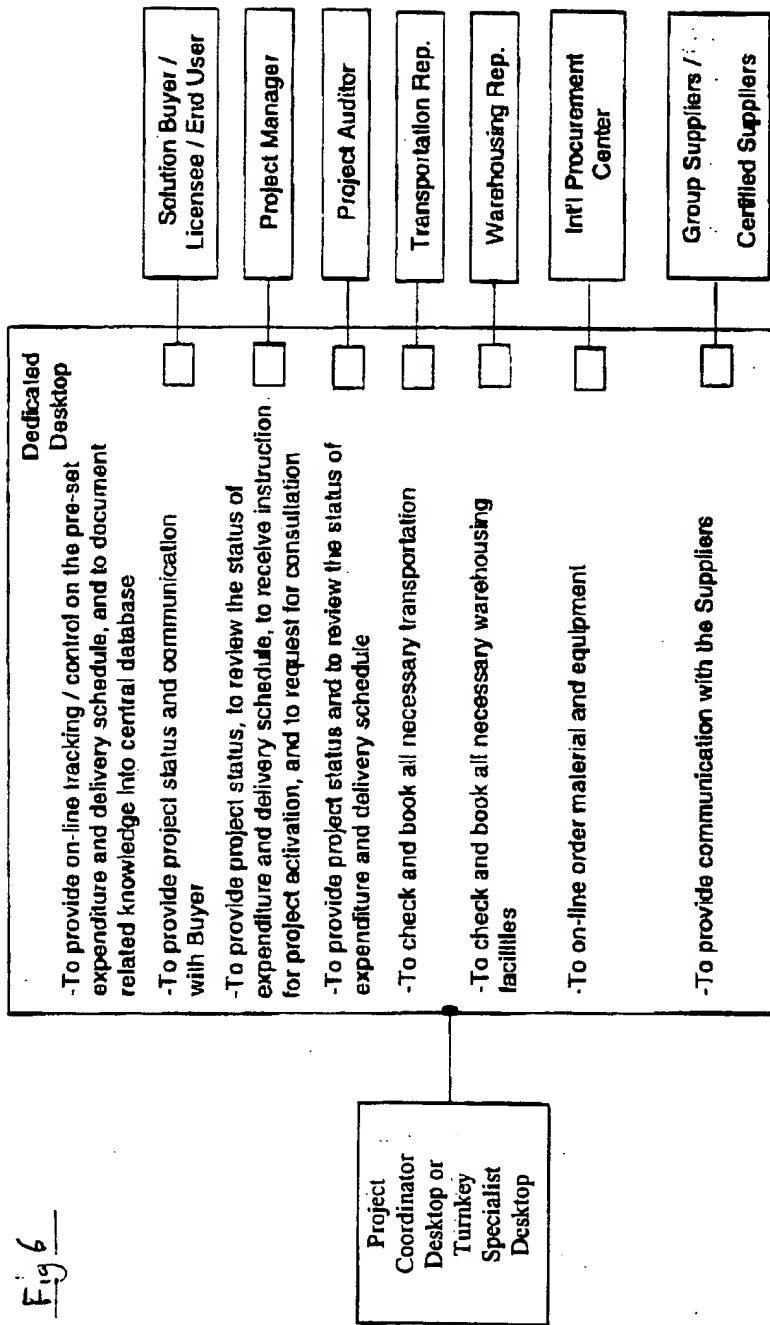 Fig 6
Project
Coordinator
Desktop or
Turnkey
Specialist
Desktop
Dedicated
Desktop
-To provide on-line tracking / control on the pre-set
expenditure and delivery schedule, and to document
related knowledge into central database
-To provide project status and communication
with Buyer
-To provide project status, to review the status of
expenditure and delivery schedule, to receive instruction
for project activation, and to request for consultation
-To provide project status and to review the status of
expenditure and delivery schedule
-To check and book all necessary transportation
-To check and book all necessary warehousing
facilities
-To on-line order material and equipment
-To provide communication with the Suppliers
Solution Buyer /
Licensee / End User
Project Manager
Project Auditor
Transportation Rep.
Warehousing Rep.
Int'l Procurement
Center
Group Suppliers /
Certified Suppliers